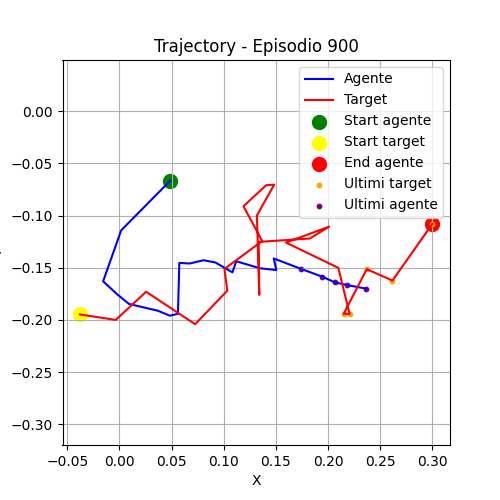 Trajectory - Episodio 900
Agente
Target
Start agente
Start target
End agente
Ultimi target
Ultimi agente
0.00
−0.05
−0.10
−0.15
−0.20
−0.25
−0.30
−0.05
0.00
0.05
0.10
0.15
0.20
0.25
0.30
X